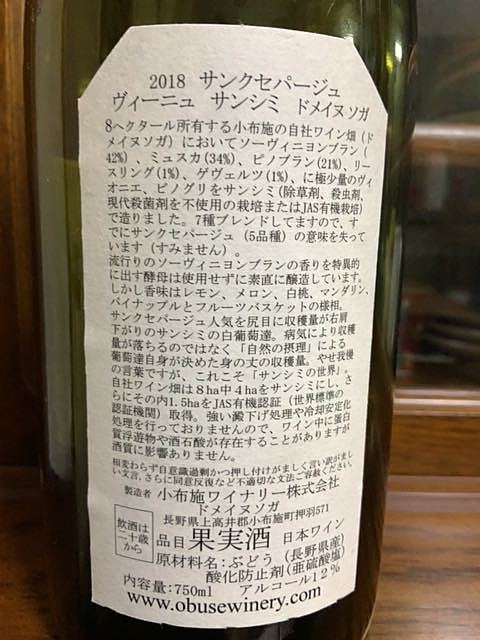 2018 サンクセパージュ
ヴィーニュ サンシミ ドメイヌソガ
8ヘクタール所有する小布施の自社ワイン畑（ド
メイヌソガ）においてソーヴィニヨンブラン(
42%)、ミュスカ(34%)、ピノブラン(21%)、リー
スリング(1%)、ゲヴェルツ(1%)、に極少量のヴィ
オニエ、ピノグリをサンシミ(除草剤、殺虫剤、
現代殺菌剤を不使用の栽培またはJAS有機栽培)
で造りました。7種ブレンドしてますので、す
でにサンクセパージュ（5品種）の意味を失って
います（すみません）。
流行りのソーヴィニヨンブランの香りを特異的
に出す酵母は使用せずに素直に醸造しています。
しかし香味はレモン、メロン、白桃、マンダリン、
パイナップルとフルーツバスケットの様相。
サンクセパージュ人気を尻目に収穫量が右肩
下がりのサンシミの白葡萄達。病気により収穫
量が落ちるのではなく「自然の摂理」による
葡萄達自身が決めた身の丈の収穫量。やせ我慢
の言葉ですが、これこそ「サンシミの世界」。
自社ワイン畑は8ha中4haをサンシミにし、さ
らにその内1.5haをJAS有機認証（世界標準の
認証機関）取得。強い澱下げ処理や冷却安定化
処理を行っておりませんので、ワイン中に蛋白
質浮遊物や酒石酸が存在することがありますが
酒質に影響ありません。
相変わらず自意識過剰かつ押し付けがましく言い訳がまし
い文言、さらに同意反復など不適切な文法ご容赦ください。
製造者 小布施ワイナリー株式会社
ドメイヌソガ
長野県上高井郡小布施町押羽571
飲酒は
二十歳
から
品目 果実酒 日本ワイン
原材料名：ぶどう（長野県産）
酸化防止剤(亜硫酸塩)
内容量：750ml アルコール12%
www.obusewinery.com